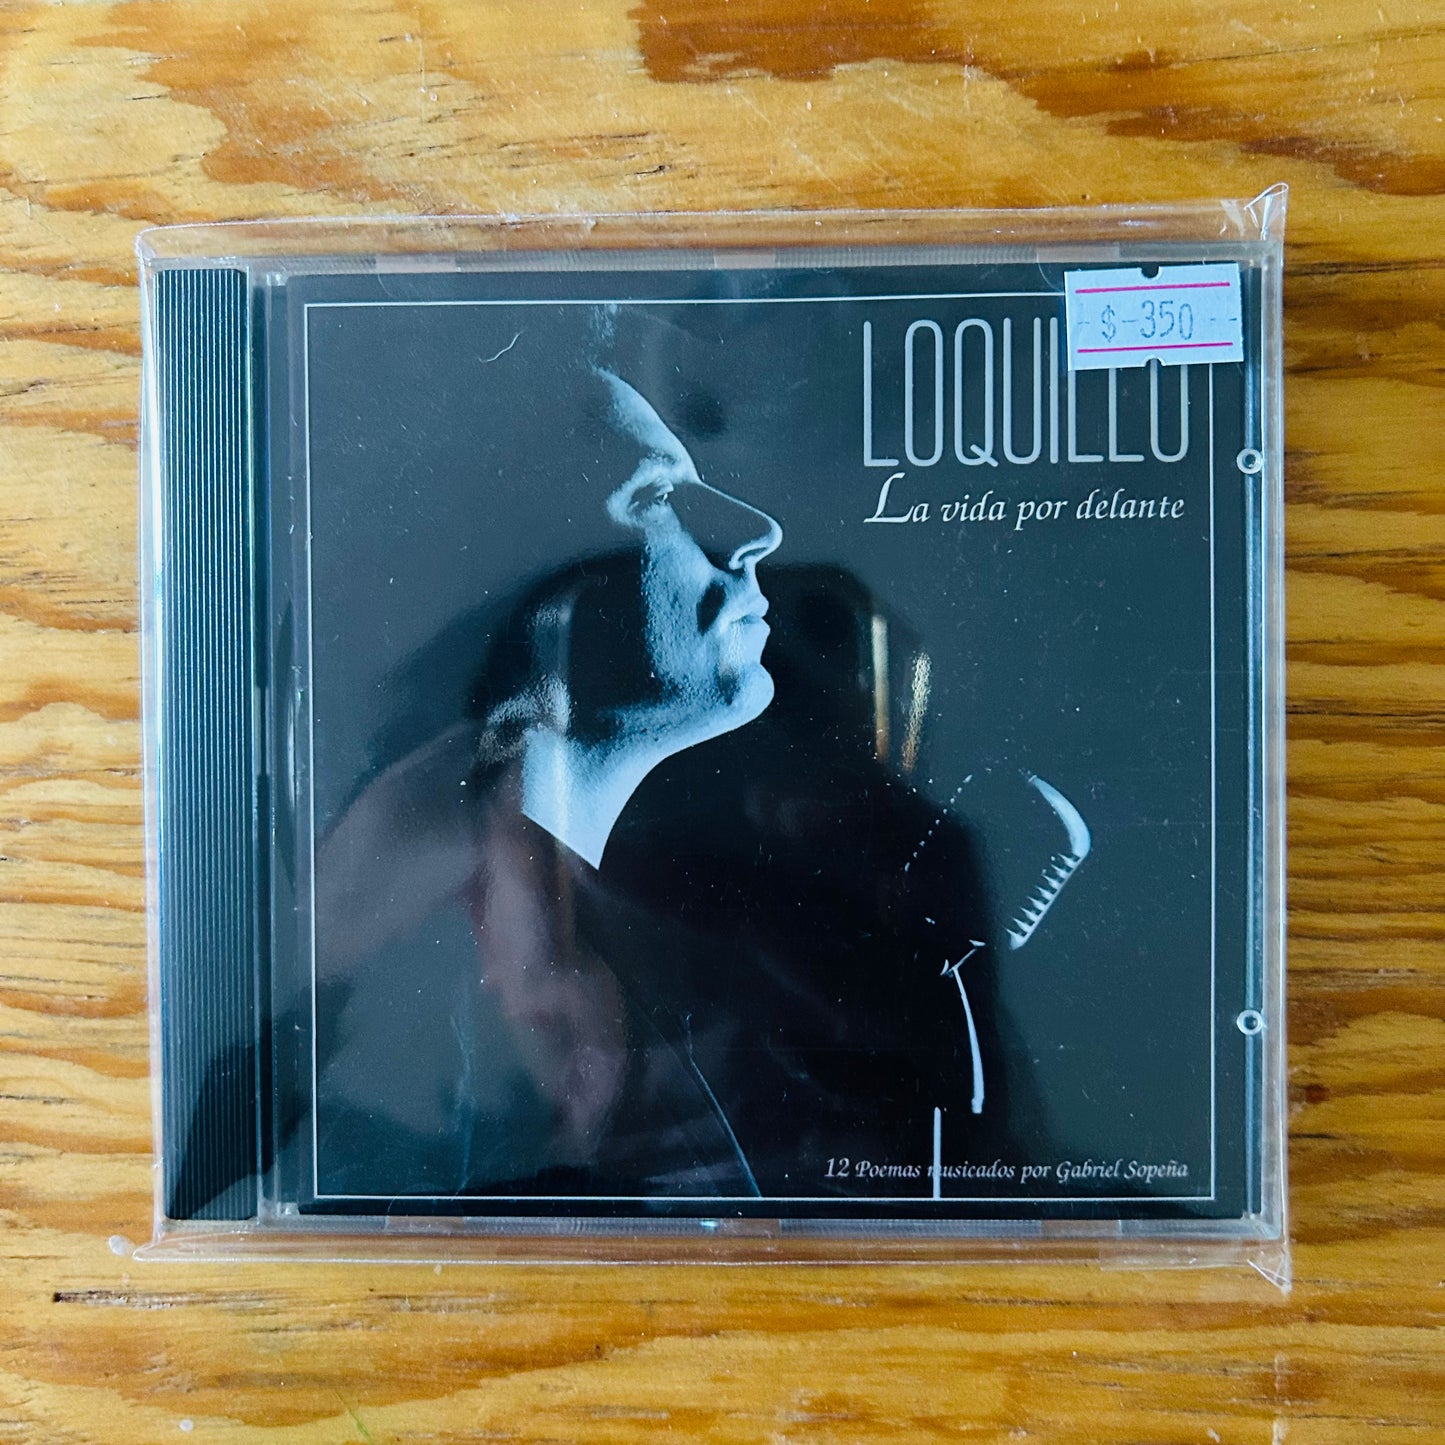 $-350
LOQUILLO
La vida por delante
12 Poemas musicados por Gabriel Sopeña